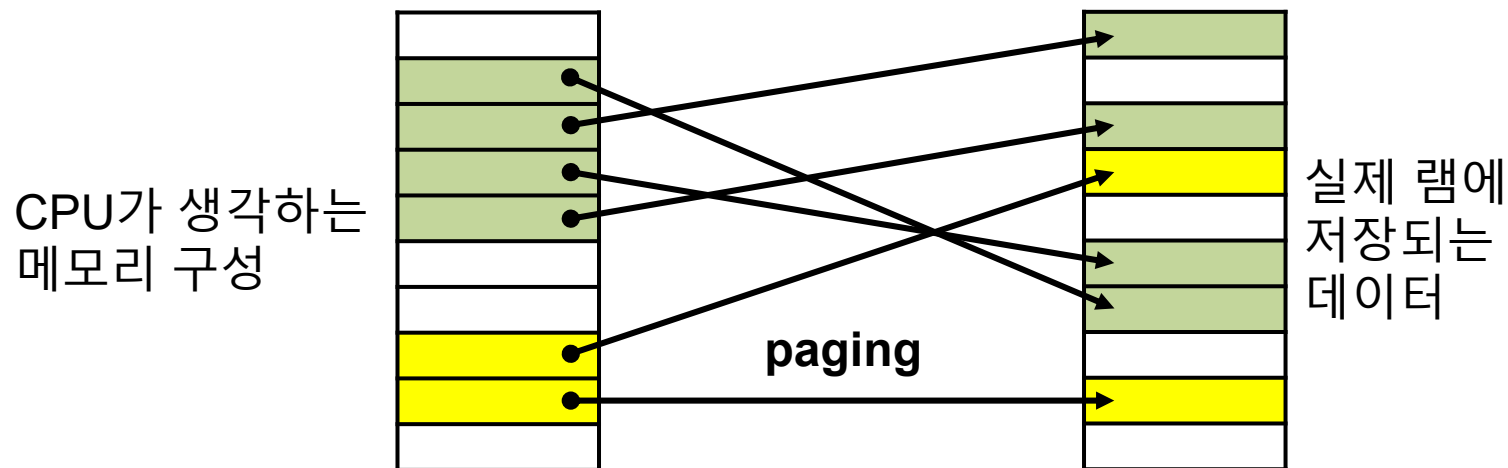 CPU가 생각하는
메모리 구성
paging
실제 램에
저장되는
데이터